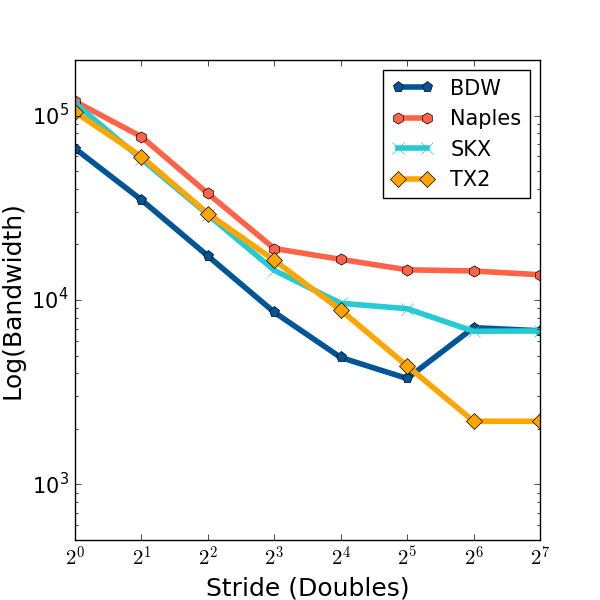 BDW
Naples
SKX
TX2
10^5
10^4
10^3
Log(Bandwidth)
2^0 2^1 2^2 2^3 2^4 2^5 2^6 2^7
Stride (Doubles)